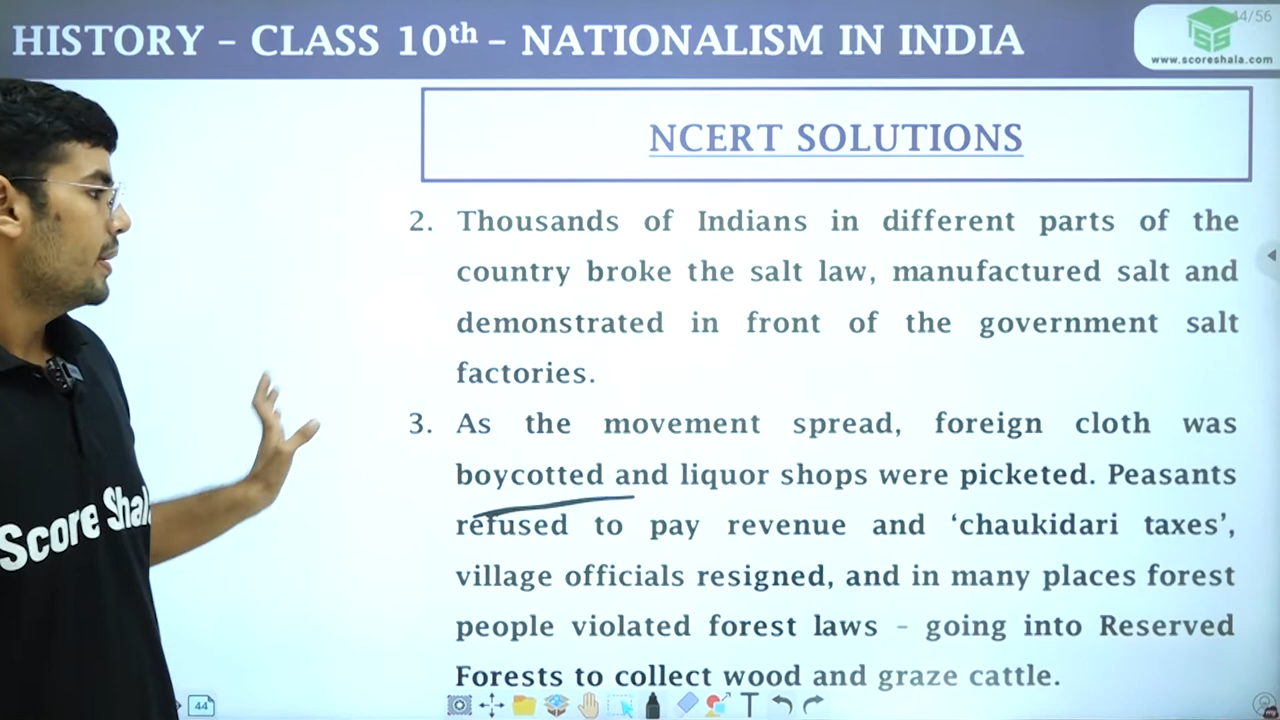 HISTORY – CLASS 10th – NATIONALISM IN INDIA
44/56
www.scoreshala.com
NCERT SOLUTIONS
2. Thousands of Indians in different parts of the
country broke the salt law, manufactured salt and
demonstrated in front of the government salt
factories.
3. As the movement spread, foreign cloth was
boycotted and liquor shops were picketed. Peasants
refused to pay revenue and ‘chaukidari taxes’,
village officials resigned, and in many places forest
people violated forest laws – going into Reserved
Forests to collect wood and graze cattle.
Score Shal
44